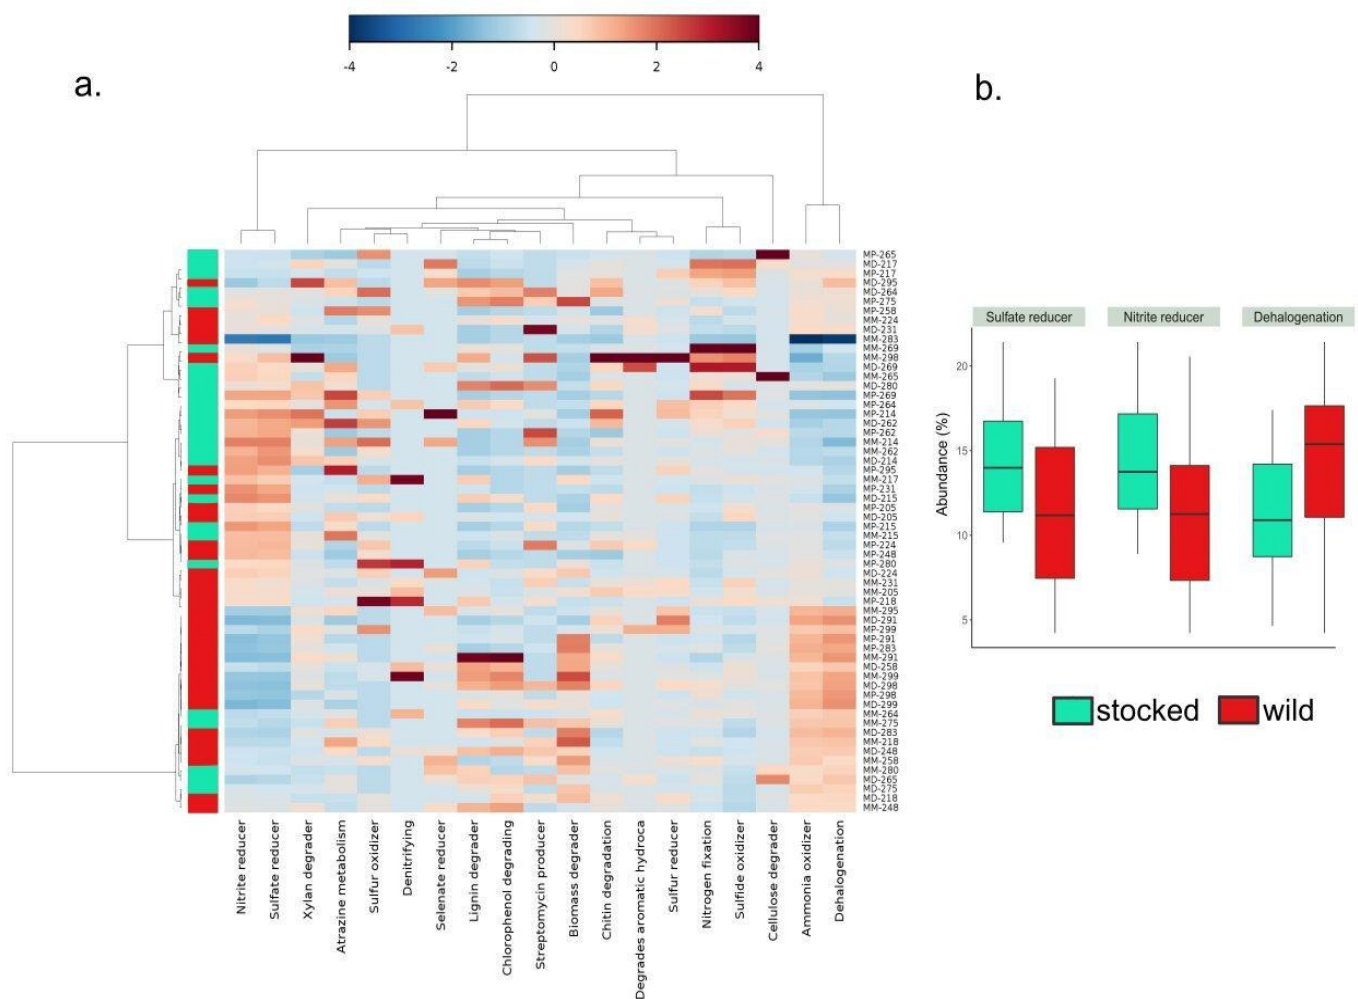 -4
-2
0
2
4
a.
b.
MP-265
MD-217
MP-217
MD-295
MD-264
MP-275
MP-258
MM-224
MD-231
MM-283
MM-269
MM-298
MD-269
MM-265
MD-280
MP-269
MP-264
MP-214
MD-262
MP-262
MM-214
MM-262
MD-214
MP-295
MM-217
MP-231
MD-215
MP-205
MD-205
MP-215
MM-215
MP-224
MP-248
MP-280
MD-224
MM-231
MM-205
MP-218
MM-295
MD-291
MP-299
MP-291
MP-283
MM-291
MD-258
MM-299
MD-298
MP-298
MD-299
MM-264
MM-275
MD-283
MM-218
MD-248
MM-258
MM-280
MD-265
MD-275
MD-218
MM-248
Nitrite reducer
Sulfate reducer
Xylan degrader
Atrazine metabolism
Sulfur oxidizer
Denitrifying
Selenate reducer
Lignin degrader
Chlorophenol degrading
Streptomycin producer
Biomass degrader
Chitin degradation
Degrades aromatic hydroca
Sulfur reducer
Nitrogen fixation
Sulfide oxidizer
Cellulose degrader
Ammonia oxidizer
Dehalogenation
Sulfate reducer
Nitrite reducer
Dehalogenation
Abundance (%)
20
15
10
5
stocked
wild